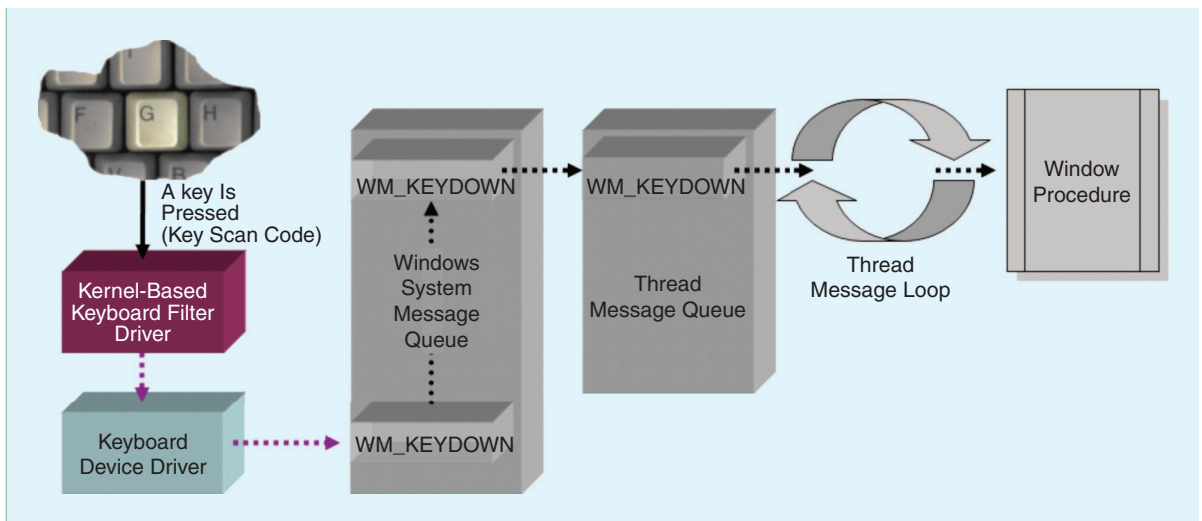 F
G
H
V
B
A key Is
Pressed
(Key Scan Code)
Kernel-Based
Keyboard Filter
Driver
Keyboard
Device Driver
WM_KEYDOWN
Windows
System
Message
Queue
WM_KEYDOWN
WM_KEYDOWN
Thread
Message Queue
Thread
Message Loop
Window
Procedure